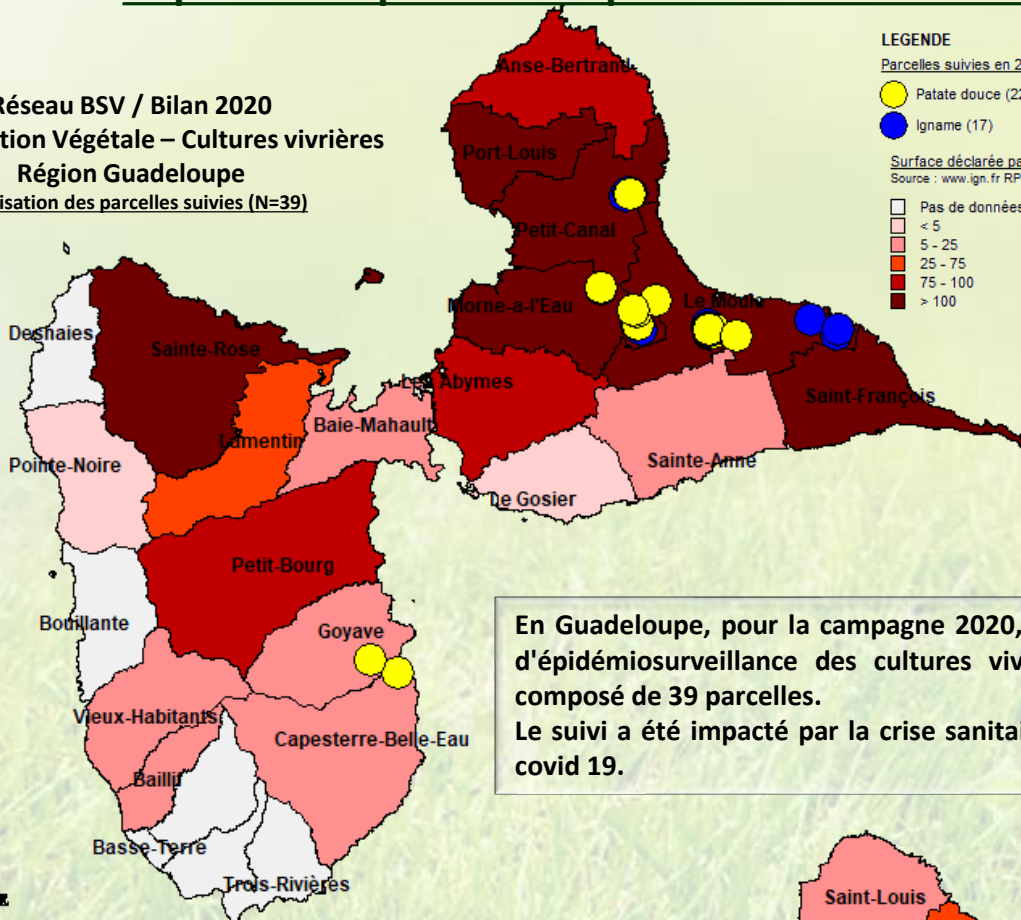 Réseau BSV / Bilan 2020
tion Végétale – Cultures vivrières
Région Guadeloupe
isation des parcelles suivies (N=39)
LEGENDE
Parcelles suivies en 2
Patate douce (22
Igname (17)
Surface déclarée pa
Source : www.ign.fr RP
Pas de données
< 5
5 - 25
25 - 75
75 - 100
> 100
Anse-Bertrand
Port-Louis
Petit-Canal
Morne-a-l'Eau
Le Moule
Deshaies
Sainte-Rose
Les Abymes
Saint-François
Lamentin
Baie-Mahault
Pointe-Noire
Sainte-Anne
Le Gosier
Petit-Bourg
Bouillante
Goyave
Vieux-Habitants
Capesterre-Belle-Eau
Baillif
Basse-Terre
Trois-Rivières
En Guadeloupe, pour la campagne 2020,
d'épidémiosurveillance des cultures viv
composé de 39 parcelles.
Le suivi a été impacté par la crise sanitai
covid 19.
Saint-Louis